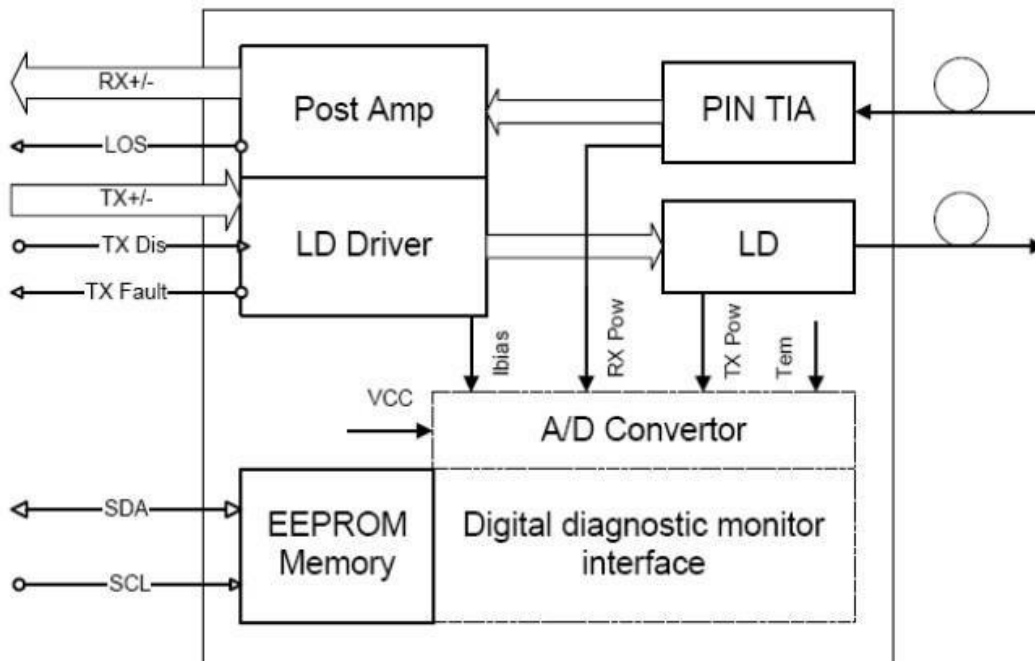 RX+/-
Post Amp
PIN TIA
LOS
TX+/-
TX Dis
LD Driver
LD
TX Fault
Ibias
RX Pow
TX Pow
Tem
VCC
A/D Convertor
SDA
EEPROM
Memory
Digital diagnostic monitor
interface
SCL